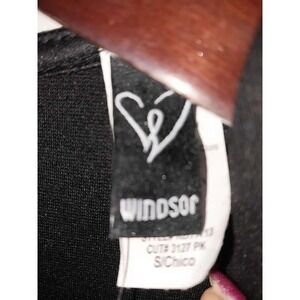 WINDSOR
CUT# 3127 PK
S/Chico